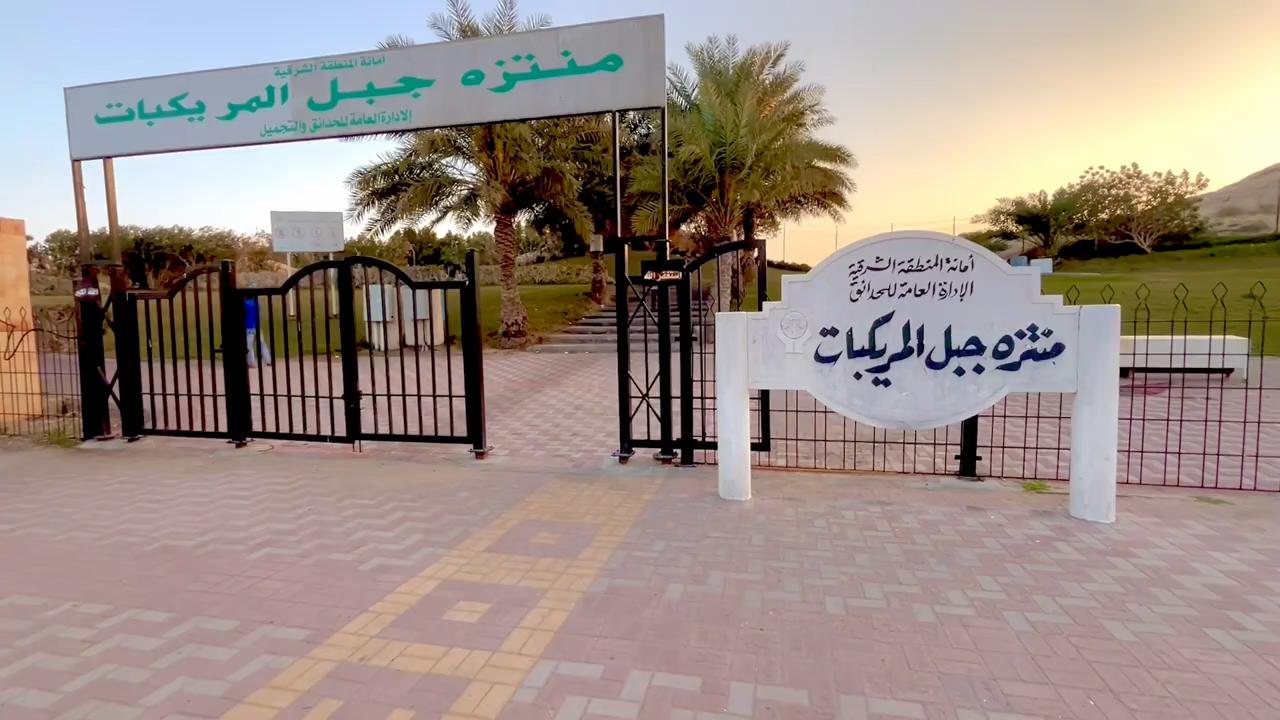 أمانة المنطقة الشرقية
منتزه جبل المريكبات
الإدارة العامة للحدائق والتجميل
أمانة المنطقة الشرقية
الإدارة العامة للحدائق
منتزه جبل المريكبات